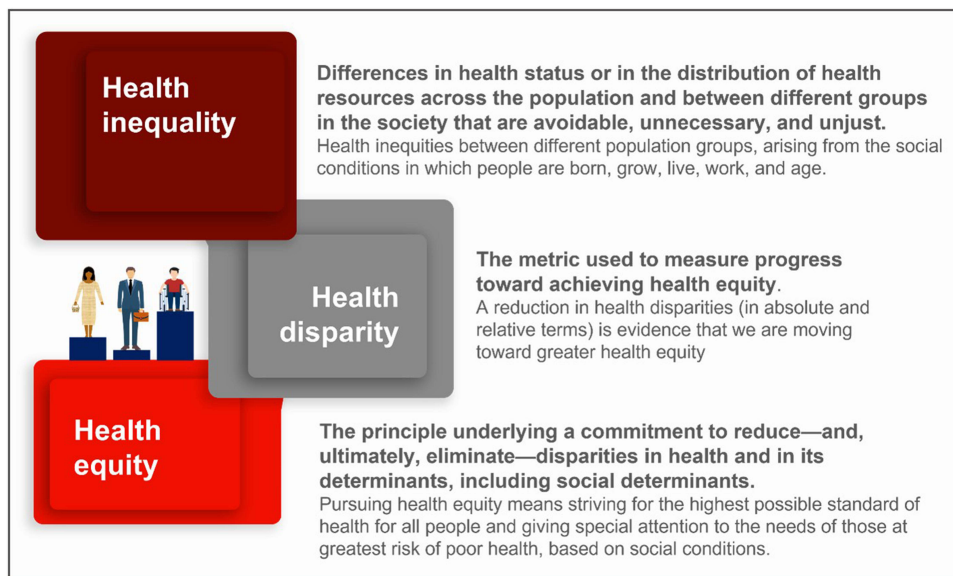 Health
inequality
Differences in health status or in the distribution of health
resources across the population and between different groups
in the society that are avoidable, unnecessary, and unjust.
Health inequities between different population groups, arising from the social
conditions in which people are born, grow, live, work, and age.
Health
disparity
The metric used to measure progress
toward achieving health equity.
A reduction in health disparities (in absolute and
relative terms) is evidence that we are moving
toward greater health equity
Health
equity
The principle underlying a commitment to reduce—and,
ultimately, eliminate—disparities in health and in its
determinants, including social determinants.
Pursuing health equity means striving for the highest possible standard of
health for all people and giving special attention to the needs of those at
greatest risk of poor health, based on social conditions.